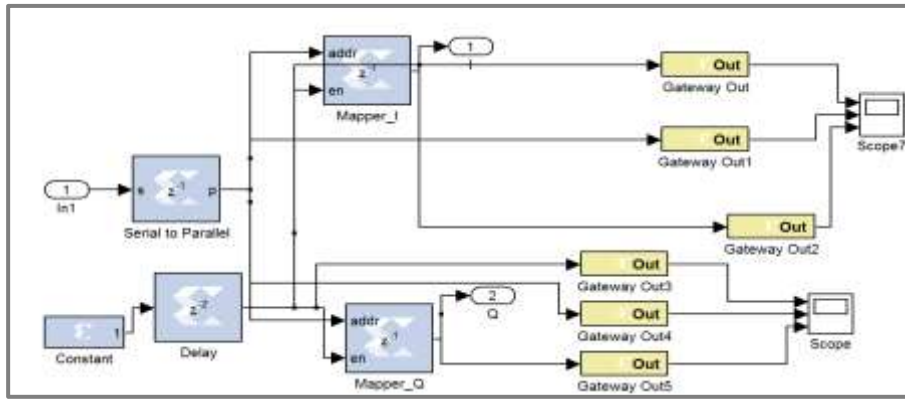 addr
z-1
en
Mapper_I
1
I
Out
Gateway Out
Scope7
Out
Gateway Out1
1
In1
s
z-1
p
Serial to Parallel
Out
Gateway Out2
Out
Gateway Out3
1
Constant
z-2
Delay
addr
z-1
en
Mapper_Q
2
Q
Out
Gateway Out4
Scope
Out
Gateway Out5